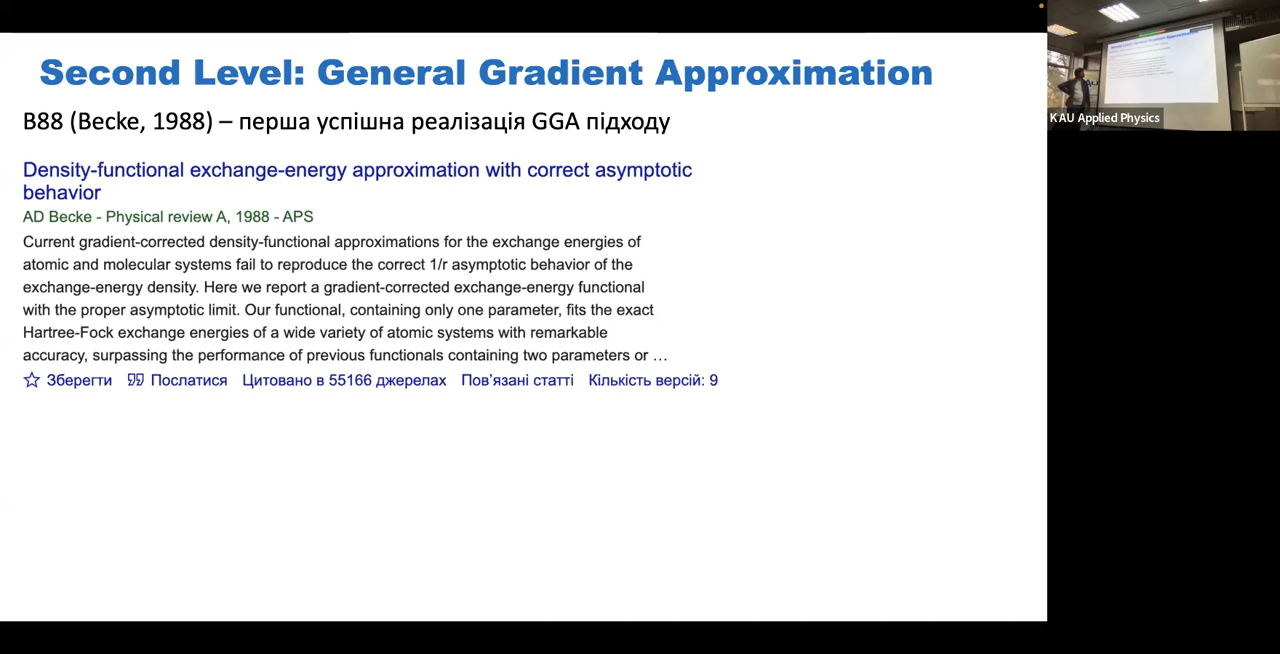 Second Level: General Gradient Approximation
B88 (Becke, 1988) – перша успішна реалізація GGA підходу
Density-functional exchange-energy approximation with correct asymptotic
behavior
AD Becke - Physical review A, 1988 - APS
Current gradient-corrected density-functional approximations for the exchange energies of
atomic and molecular systems fail to reproduce the correct 1/r asymptotic behavior of the
exchange-energy density. Here we report a gradient-corrected exchange-energy functional
with the proper asymptotic limit. Our functional, containing only one parameter, fits the exact
Hartree-Fock exchange energies of a wide variety of atomic systems with remarkable
accuracy, surpassing the performance of previous functionals containing two parameters or …
Зберегти Послатися Цитовано в 55166 джерелах Пов’язані статті Кількість версій: 9
KAU Applied Physics